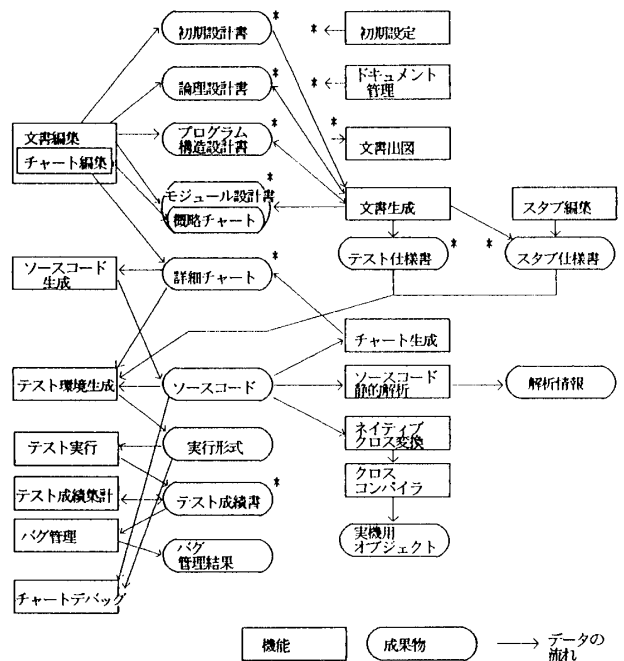 初期設計書 *
* 初期設定
論理設計書 *
* ドキュメント
管理
文書編集
チャート編集
プログラム *
構造設計書
* 文書出図
モジュール設計書 *
概略チャート
文書生成
スタブ編集
テスト仕様書 *
* スタブ仕様書
ソースコード
生成
詳細チャート *
チャート生成
テスト環境生成
ソースコード
ソースコード
静的解析
解析情報
テスト実行
実行形式
ネイティブ
クロス変換
テスト成績集計
テスト成績書 *
クロス
コンパイラ
バグ管理
バグ
管理結果
実機用
オブジェクト
チャートデバッグ
機能
成果物
データの
流れ